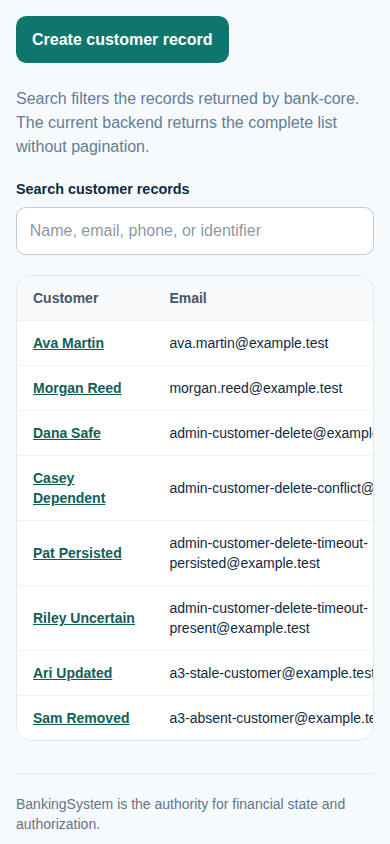 Create customer record
Search filters the records returned by bank-core.
The current backend returns the complete list
without pagination.
Search customer records
Name, email, phone, or identifier
Customer Email
Ava Martin ava.martin@example.test
Morgan Reed morgan.reed@example.test
Dana Safe admin-customer-delete@exampl
Casey
Dependent admin-customer-delete-conflict@
Pat Persisted admin-customer-delete-timeout-
persisted@example.test
Riley Uncertain admin-customer-delete-timeout-
present@example.test
Ari Updated a3-stale-customer@example.test
Sam Removed a3-absent-customer@example.te
BankingSystem is the authority for financial state and
authorization.